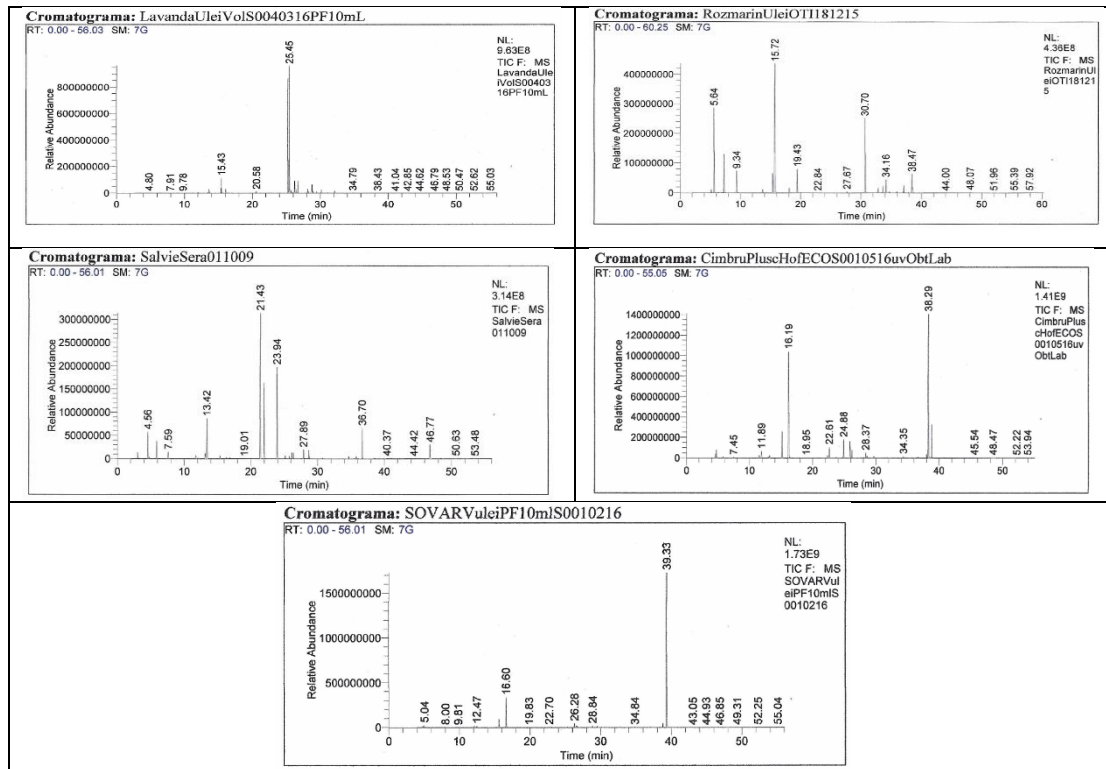 Cromatograma: LavandaUleiVolS0040316PF10mL
RT: 0.00 - 56.03 SM: 7G
NL:
9.63E8
TIC F: MS
LavandaUle
iVolS00403
16PF10mL
Relative Abundance
800000000
600000000
400000000
200000000
0
25.45
15.43
4.80
7.91
9.78
20.58
34.79
38.43
41.04
42.85
44.62
46.79
48.53
50.47
52.62
55.03
0 10 20 30 40 50
Time (min)
Cromatograma: RozmarinUleiOTI181215
RT: 0.00 - 60.25 SM: 7G
NL:
4.36E8
TIC F: MS
RozmarinUl
eiOTI18121
5
Relative Abundance
400000000
300000000
200000000
100000000
0
5.64
9.34
15.72
19.43
22.84
27.67
30.70
34.16
38.47
44.00
48.07
51.96
55.39
57.92
0 10 20 30 40 50 60
Time (min)
Cromatograma: SalvieSera011009
RT: 0.00 - 56.01 SM: 7G
NL:
3.14E8
TIC F: MS
SalvieSera
011009
Relative Abundance
300000000
250000000
200000000
150000000
100000000
50000000
0
4.56
7.59
13.42
19.01
21.43
23.94
27.89
36.70
40.37
44.42
46.77
50.63
53.48
0 10 20 30 40 50
Time (min)
Cromatograma: CimbruPluscHofECOS0010516uvObtLab
RT: 0.00 - 55.05 SM: 7G
NL:
1.41E9
TIC F: MS
CimbruPlus
cHofECOS
0010516uv
ObtLab
Relative Abundance
1400000000
1200000000
1000000000
800000000
600000000
400000000
200000000
0
7.45
11.89
16.19
18.95
22.61
24.88
28.37
34.35
38.29
45.54
48.47
52.22
53.94
0 10 20 30 40 50
Time (min)
Cromatograma: SOVARVuleiPF10mlS0010216
RT: 0.00 - 56.01 SM: 7G
NL:
1.73E9
TIC F: MS
SOVARVul
eiPF10mlS
0010216
Relative Abundance
1500000000
1000000000
500000000
0
5.04
8.00
9.81
12.47
16.60
19.83
22.70
26.28
28.84
34.84
39.33
43.05
44.93
46.85
49.31
52.25
55.04
0 10 20 30 40 50
Time (min)